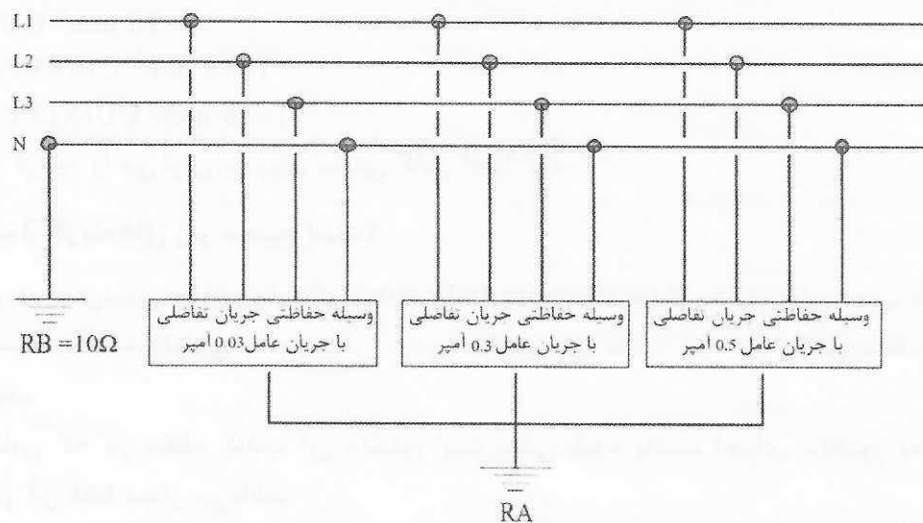 L1
L2
L3
N
RB =10Ω
وسیله حفاظتی جریان تفاضلی
با جریان عامل 0.03 آمپر
وسیله حفاظتی جریان تفاضلی
با جریان عامل 0.3 آمپر
وسیله حفاظتی جریان تفاضلی
با جریان عامل 0.5 آمپر
RA